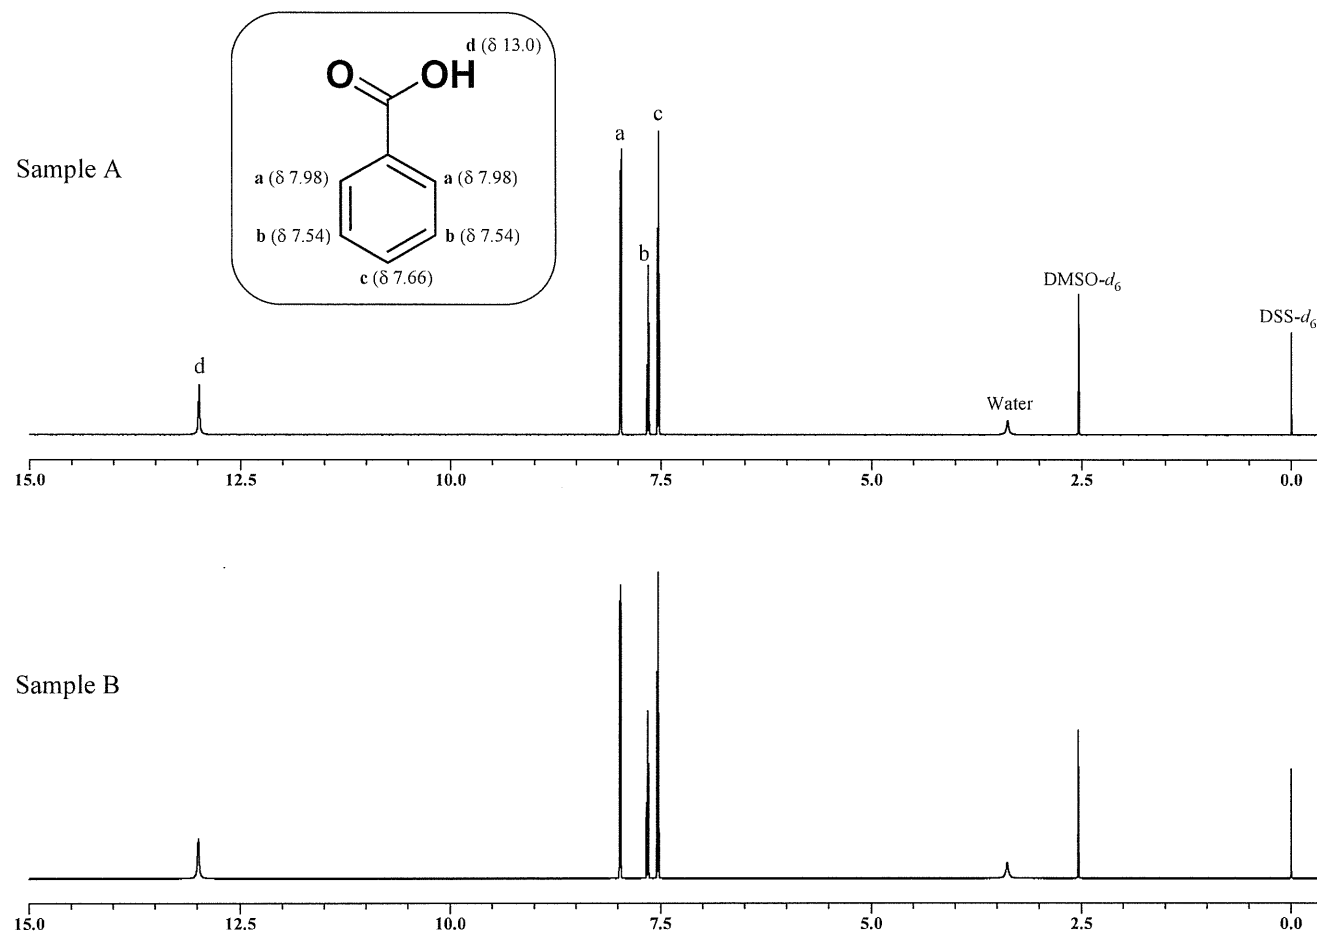 d (δ 13.0)
O OH
a (δ 7.98) a (δ 7.98)
b (δ 7.54) b (δ 7.54)
c (δ 7.66)
Sample A
a
c
b
d
DMSO-d6
DSS-d6
Water
15.0 12.5 10.0 7.5 5.0 2.5 0.0
Sample B
15.0 12.5 10.0 7.5 5.0 2.5 0.0